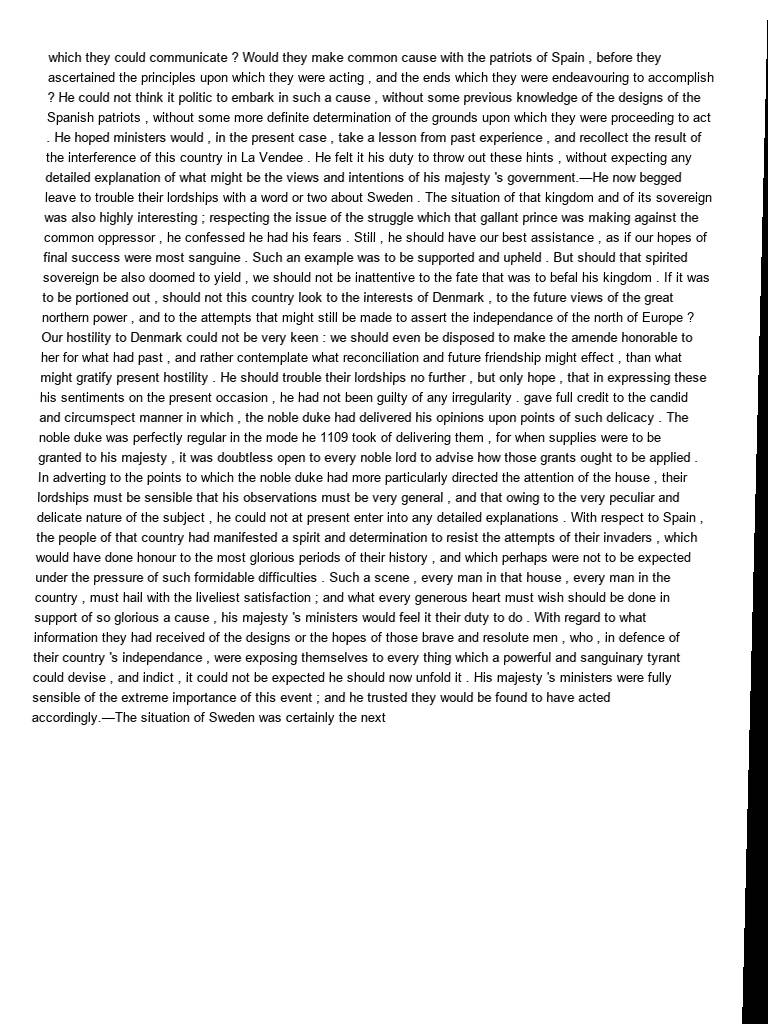 which they could communicate ? Would they make common cause with the patriots of Spain , before they
ascertained the principles upon which they were acting , and the ends which they were endeavouring to accomplish
? He could not think it politic to embark in such a cause , without some previous knowledge of the designs of the
Spanish patriots , without some more definite determination of the grounds upon which they were proceeding to act
. He hoped ministers would , in the present case , take a lesson from past experience , and recollect the result of
the interference of this country in La Vendee . He felt it his duty to throw out these hints , without expecting any
detailed explanation of what might be the views and intentions of his majesty 's government.—He now begged
leave to trouble their lordships with a word or two about Sweden . The situation of that kingdom and of its sovereign
was also highly interesting ; respecting the issue of the struggle which that gallant prince was making against the
common oppressor , he confessed he had his fears . Still , he should have our best assistance , as if our hopes of
final success were most sanguine . Such an example was to be supported and upheld . But should that spirited
sovereign be also doomed to yield , we should not be inattentive to the fate that was to befal his kingdom . If it was
to be portioned out , should not this country look to the interests of Denmark , to the future views of the great
northern power , and to the attempts that might still be made to assert the independance of the north of Europe ?
Our hostility to Denmark could not be very keen : we should even be disposed to make the amende honorable to
her for what had past , and rather contemplate what reconciliation and future friendship might effect , than what
might gratify present hostility . He should trouble their lordships no further , but only hope , that in expressing these
his sentiments on the present occasion , he had not been guilty of any irregularity . gave full credit to the candid
and circumspect manner in which , the noble duke had delivered his opinions upon points of such delicacy . The
noble duke was perfectly regular in the mode he 1109 took of delivering them , for when supplies were to be
granted to his majesty , it was doubtless open to every noble lord to advise how those grants ought to be applied .
In adverting to the points to which the noble duke had more particularly directed the attention of the house , their
lordships must be sensible that his observations must be very general , and that owing to the very peculiar and
delicate nature of the subject , he could not at present enter into any detailed explanations . With respect to Spain ,
the people of that country had manifested a spirit and determination to resist the attempts of their invaders , which
would have done honour to the most glorious periods of their history , and which perhaps were not to be expected
under the pressure of such formidable difficulties . Such a scene , every man in that house , every man in the
country , must hail with the liveliest satisfaction ; and what every generous heart must wish should be done in
support of so glorious a cause , his majesty 's ministers would feel it their duty to do . With regard to what
information they had received of the designs or the hopes of those brave and resolute men , who , in defence of
their country 's independance , were exposing themselves to every thing which a powerful and sanguinary tyrant
could devise , and indict , it could not be expected he should now unfold it . His majesty 's ministers were fully
sensible of the extreme importance of this event ; and he trusted they would be found to have acted
accordingly.—The situation of Sweden was certainly the next